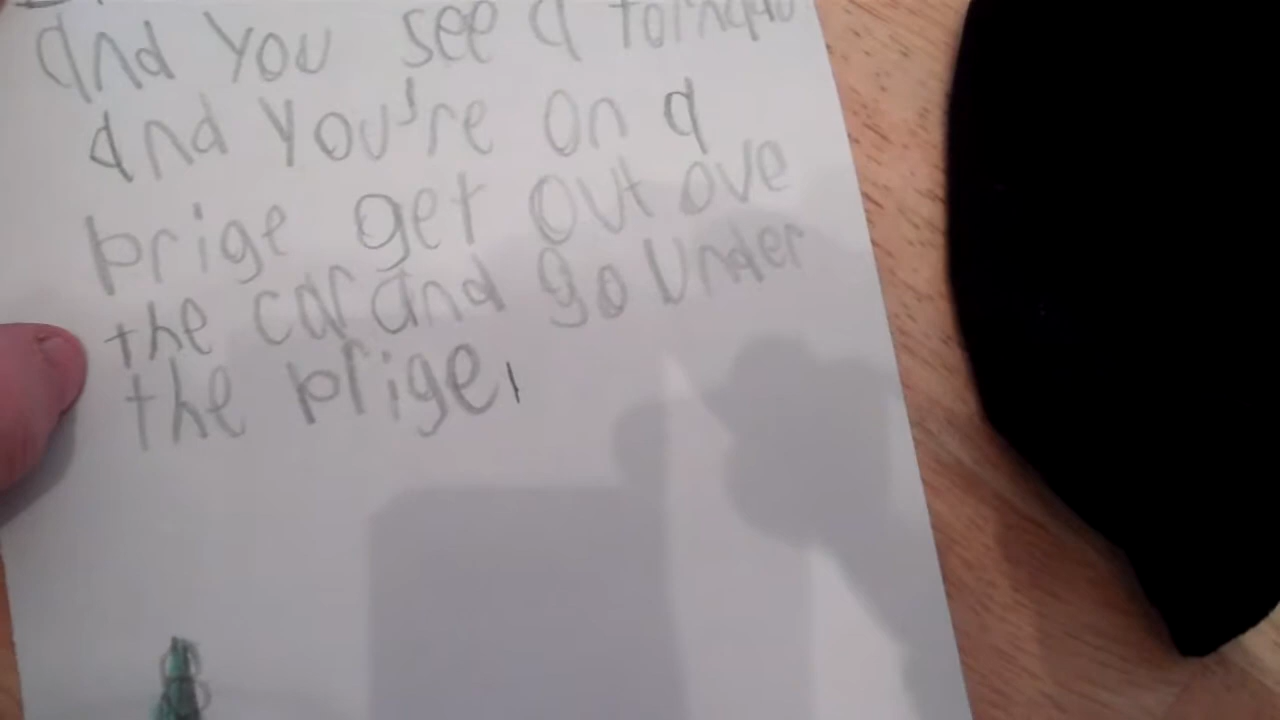 and you see a
and you're on a
brige get out ove
the car and go under
the brige.